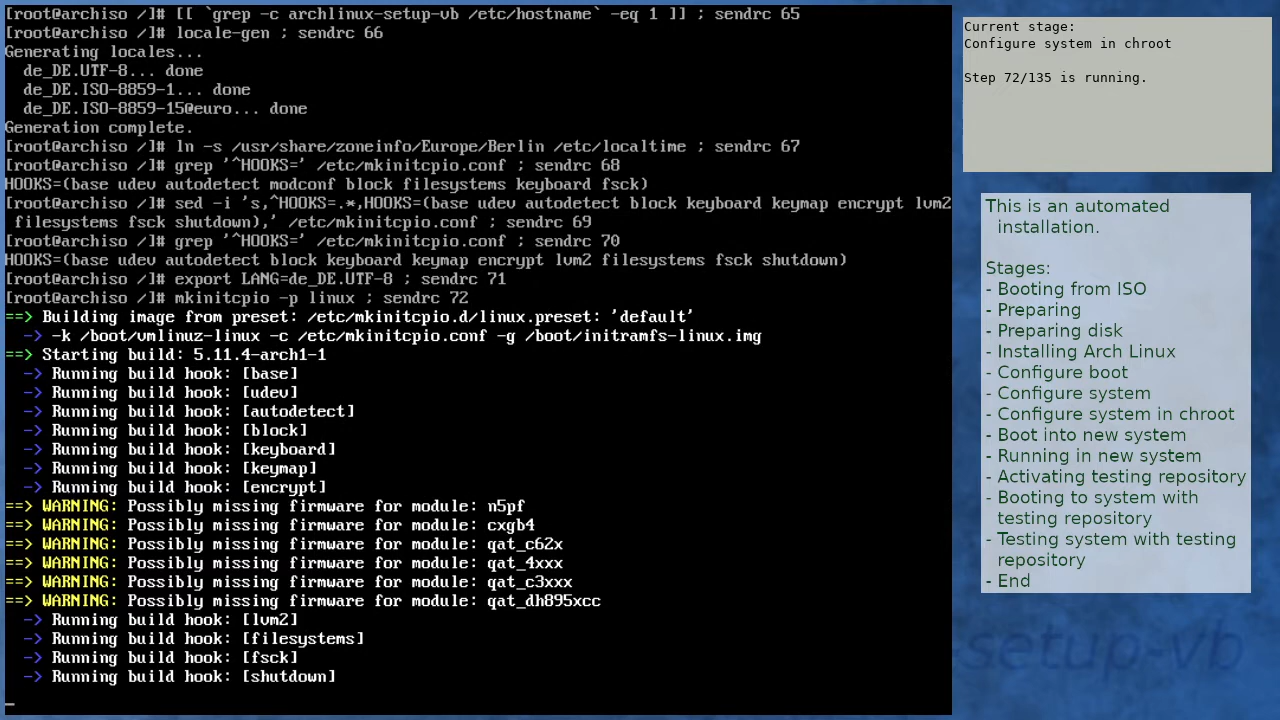 [root@archiso /]# [[ `grep -c archlinux-setup-vb /etc/hostname` -eq 1 ]] ; sendrc 65
[root@archiso /]# locale-gen ; sendrc 66
Generating locales...
  de_DE.UTF-8... done
  de_DE.ISO-8859-1... done
  de_DE.ISO-8859-15@euro... done
Generation complete.
[root@archiso /]# ln -s /usr/share/zoneinfo/Europe/Berlin /etc/localtime ; sendrc 67
[root@archiso /]# grep '^HOOKS=' /etc/mkinitcpio.conf ; sendrc 68
HOOKS=(base udev autodetect modconf block filesystems keyboard fsck)
[root@archiso /]# sed -i 's,^HOOKS=.*,HOOKS=(base udev autodetect block keyboard keymap encrypt lvm2
 filesystems fsck shutdown),' /etc/mkinitcpio.conf ; sendrc 69
[root@archiso /]# grep '^HOOKS=' /etc/mkinitcpio.conf ; sendrc 70
HOOKS=(base udev autodetect block keyboard keymap encrypt lvm2 filesystems fsck shutdown)
[root@archiso /]# export LANG=de_DE.UTF-8 ; sendrc 71
[root@archiso /]# mkinitcpio -p linux ; sendrc 72
==> Building image from preset: /etc/mkinitcpio.d/linux.preset: 'default'
  -> -k /boot/vmlinuz-linux -c /etc/mkinitcpio.conf -g /boot/initramfs-linux.img
==> Starting build: 5.11.4-arch1-1
  -> Running build hook: [base]
  -> Running build hook: [udev]
  -> Running build hook: [autodetect]
  -> Running build hook: [block]
  -> Running build hook: [keyboard]
  -> Running build hook: [keymap]
  -> Running build hook: [encrypt]
==> WARNING: Possibly missing firmware for module: n5pf
==> WARNING: Possibly missing firmware for module: cxgb4
==> WARNING: Possibly missing firmware for module: qat_c62x
==> WARNING: Possibly missing firmware for module: qat_4xxx
==> WARNING: Possibly missing firmware for module: qat_c3xxx
==> WARNING: Possibly missing firmware for module: qat_dh895xcc
  -> Running build hook: [lvm2]
  -> Running build hook: [filesystems]
  -> Running build hook: [fsck]
  -> Running build hook: [shutdown]
_
Current stage:
Configure system in chroot
Step 72/135 is running.
This is an automated
installation.
Stages:
- Booting from ISO
- Preparing
- Preparing disk
- Installing Arch Linux
- Configure boot
- Configure system
- Configure system in chroot
- Boot into new system
- Running in new system
- Activating testing repository
- Booting to system with
testing repository
- Testing system with testing
repository
- End
-setup-vb